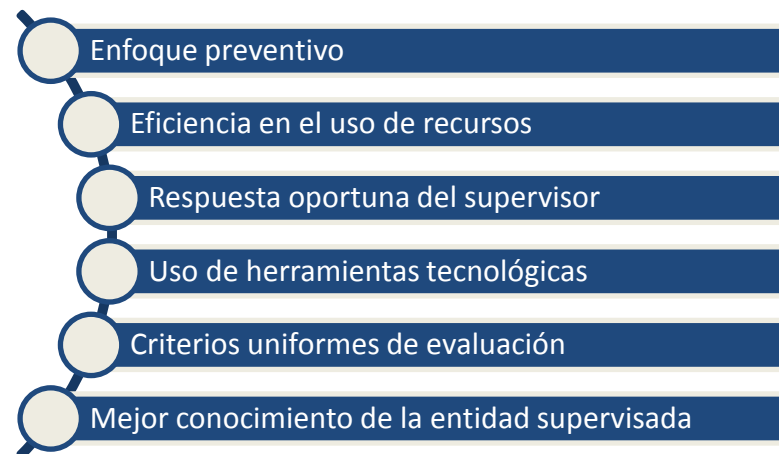 Enfoque preventivo
Eficiencia en el uso de recursos
Respuesta oportuna del supervisor
Uso de herramientas tecnológicas
Criterios uniformes de evaluación
Mejor conocimiento de la entidad supervisada